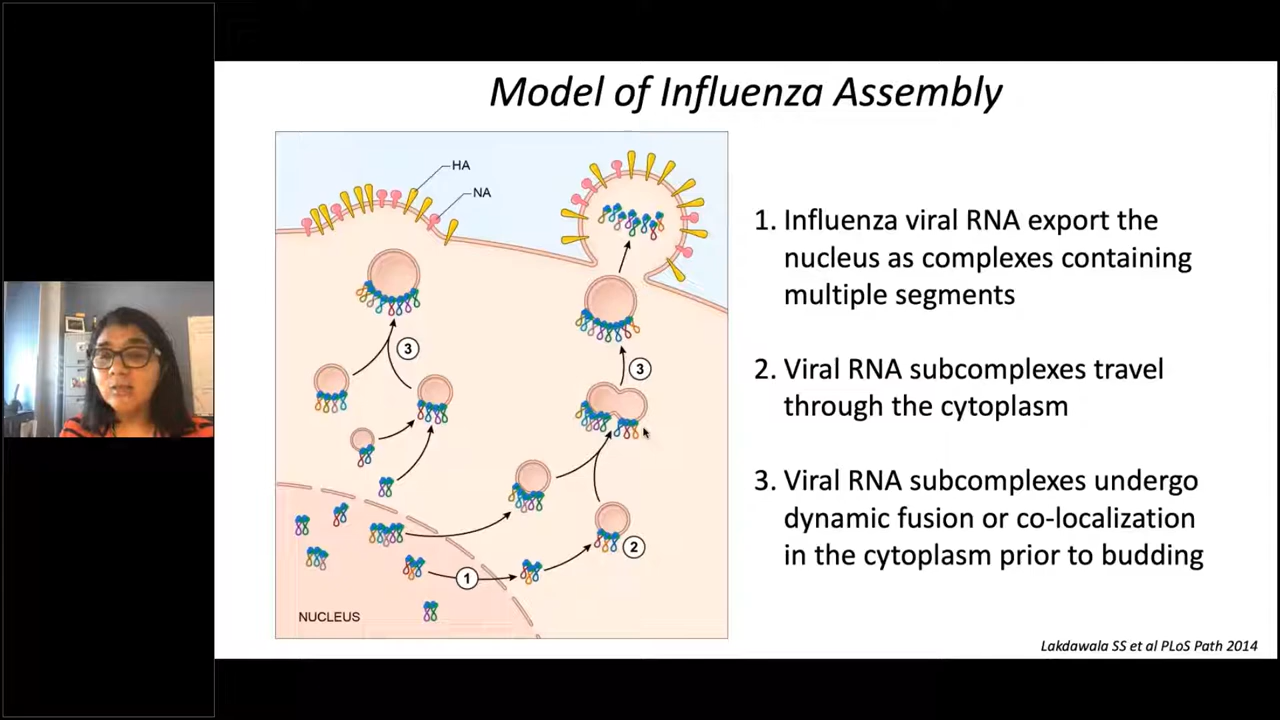 Model of Influenza Assembly
HA
NA
3
3
2
1
NUCLEUS
1. Influenza viral RNA export the
nucleus as complexes containing
multiple segments
2. Viral RNA subcomplexes travel
through the cytoplasm
3. Viral RNA subcomplexes undergo
dynamic fusion or co-localization
in the cytoplasm prior to budding
Lakdawala SS et al PLoS Path 2014